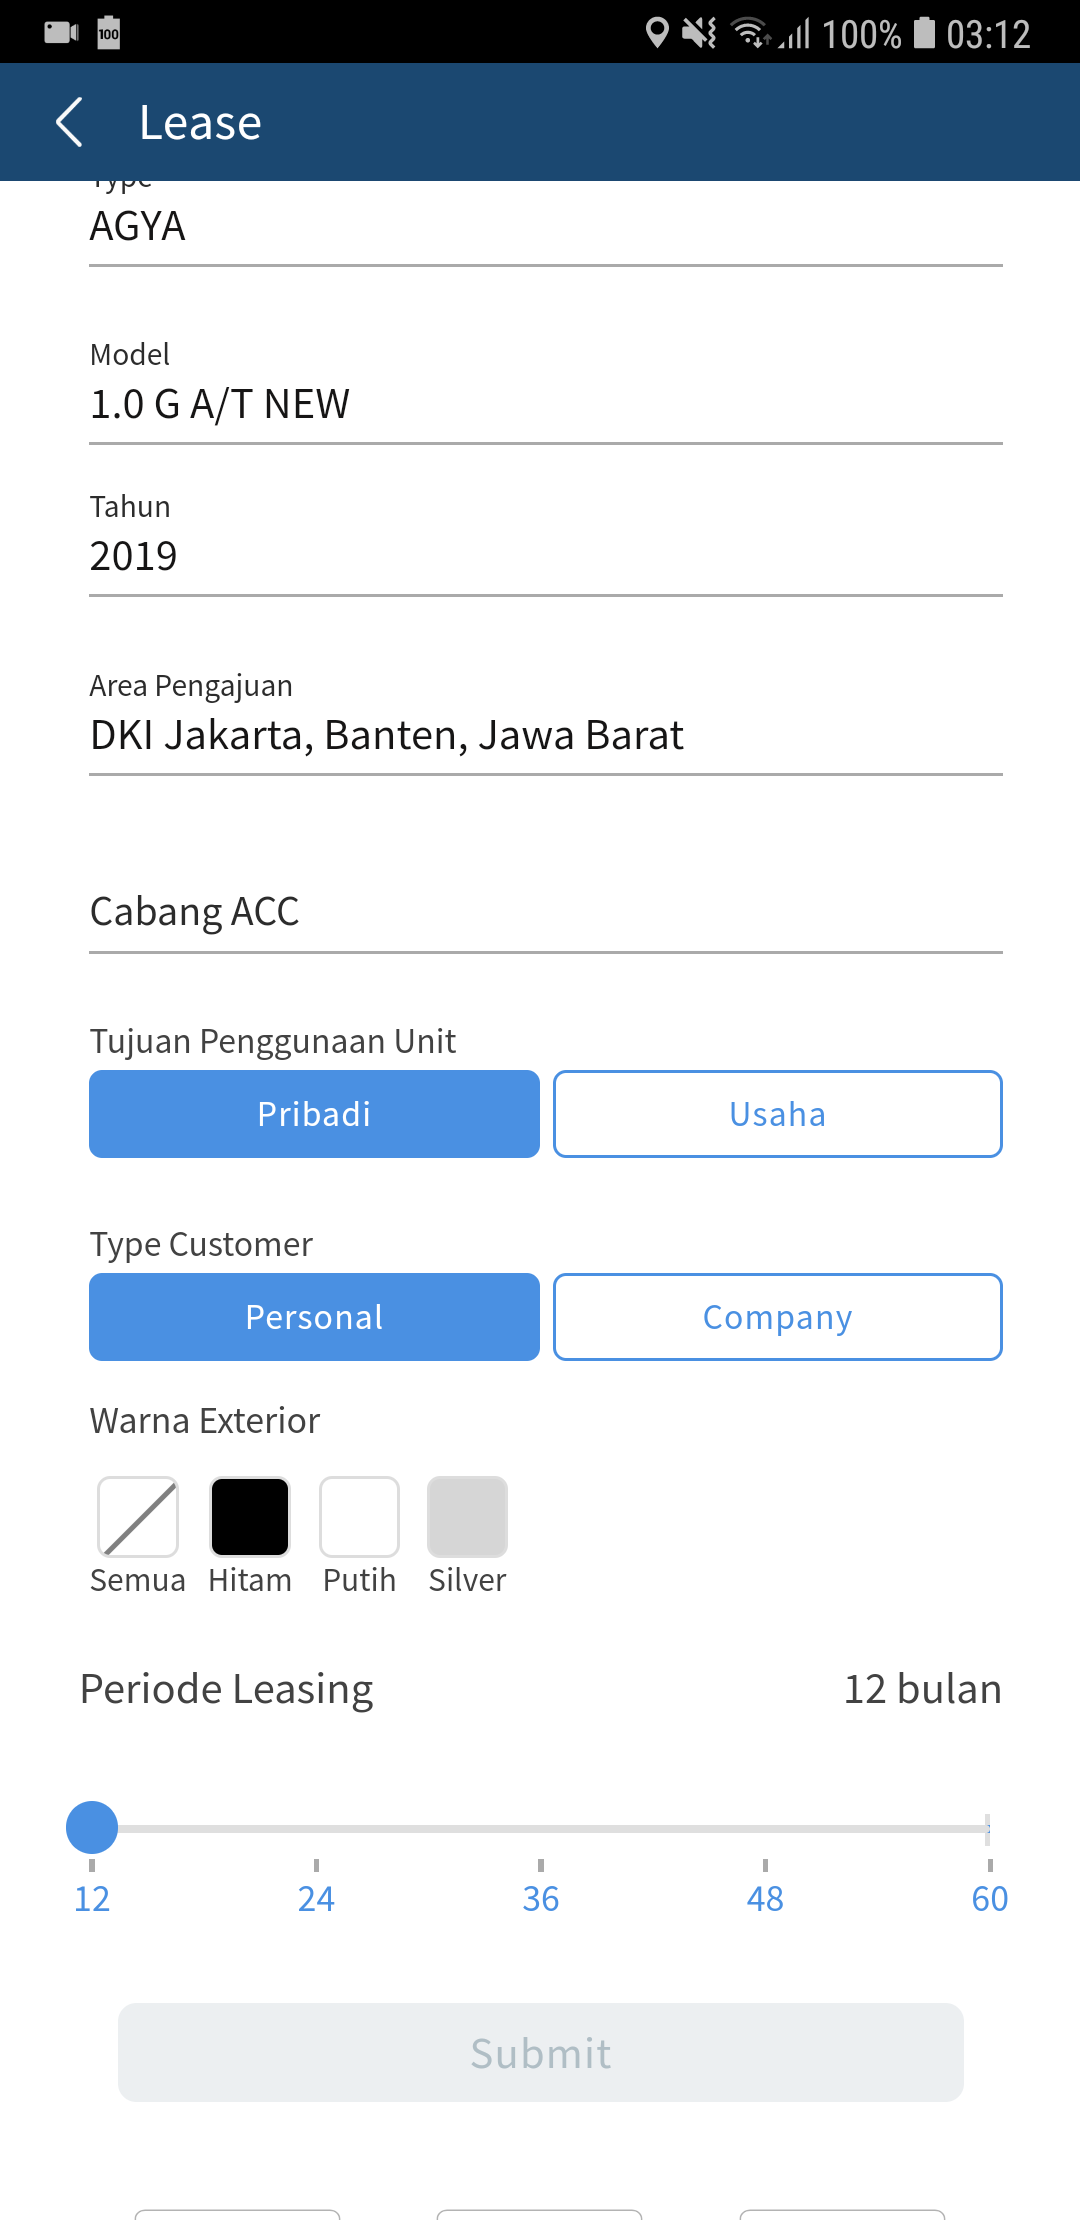 100 100% 03:12
Lease
Type
AGYA
Model
1.0 G A/T NEW
Tahun
2019
Area Pengajuan
DKI Jakarta, Banten, Jawa Barat
Cabang ACC
Tujuan Penggunaan Unit
Pribadi Usaha
Type Customer
Personal Company
Warna Exterior
Semua Hitam Putih Silver
Periode Leasing 12 bulan
12 24 36 48 60
Submit